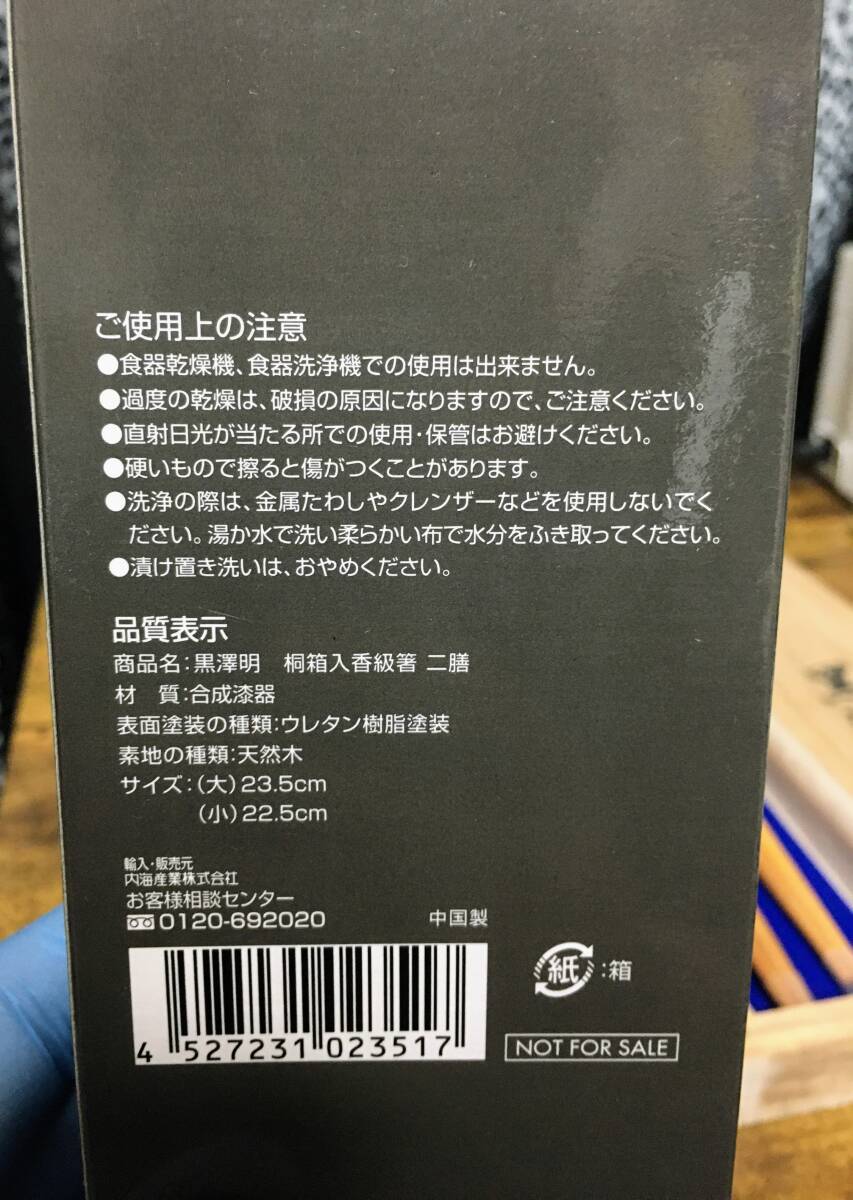 ご使用上の注意
●食器乾燥機、食器洗浄機での使用は出来ません。
●過度の乾燥は、破損の原因になりますので、ご注意ください。
●直射日光が当たる所での使用・保管はお避けください。
●硬いもので擦ると傷がつくことがあります。
●洗浄の際は、金属たわしやクレンザーなどを使用しないでく
ださい。湯か水で洗い柔らかい布で水分をふき取ってください。
●漬け置き洗いは、おやめください。
品質表示
商品名：黒澤明　桐箱入香級箸 二膳
材　質：合成漆器
表面塗装の種類：ウレタン樹脂塗装
素地の種類：天然木
サイズ：（大）23.5cm
（小）22.5cm
輸入・販売元
内海産業株式会社
お客様相談センター
0120-692020　中国製
紙：箱
4 527231 023517
NOT FOR SALE